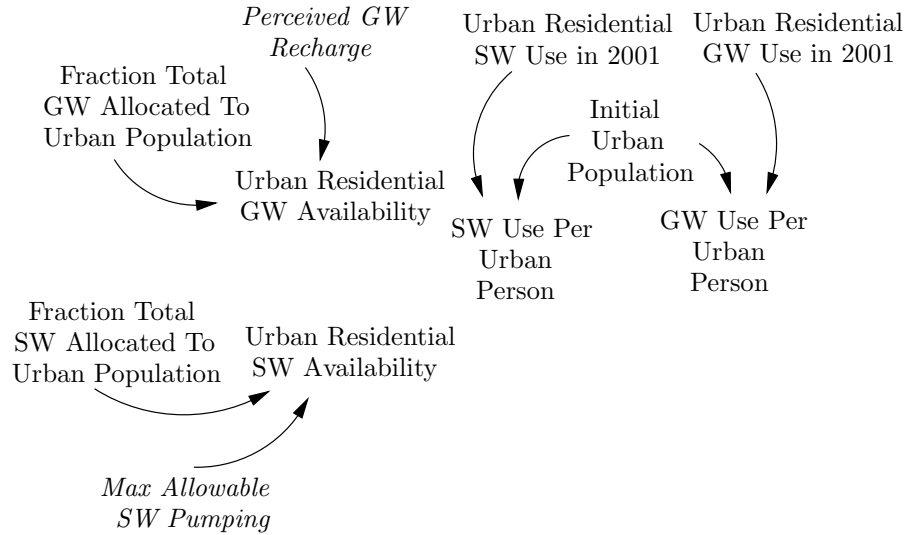 Perceived GW
Recharge
Urban Residential
SW Use in 2001
Urban Residential
GW Use in 2001
Fraction Total
GW Allocated To
Urban Population
Initial
Urban
Population
Urban Residential
GW Availability
SW Use Per
Urban
Person
GW Use Per
Urban
Person
Fraction Total
SW Allocated To
Urban Population
Urban Residential
SW Availability
Max Allowable
SW Pumping